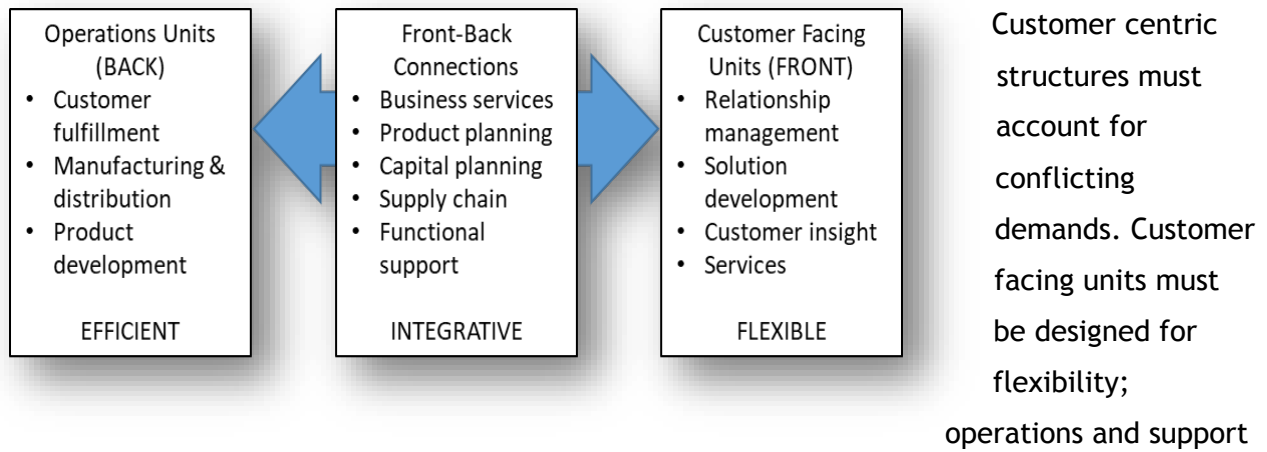 Operations Units
(BACK)
• Customer
fulfillment
• Manufacturing &
distribution
• Product
development
EFFICIENT
Front-Back
Connections
• Business services
• Product planning
• Capital planning
• Supply chain
• Functional
support
INTEGRATIVE
Customer Facing
Units (FRONT)
• Relationship
management
• Solution
development
• Customer insight
• Services
FLEXIBLE
Customer centric
structures must
account for
conflicting
demands. Customer
facing units must
be designed for
flexibility;
operations and support